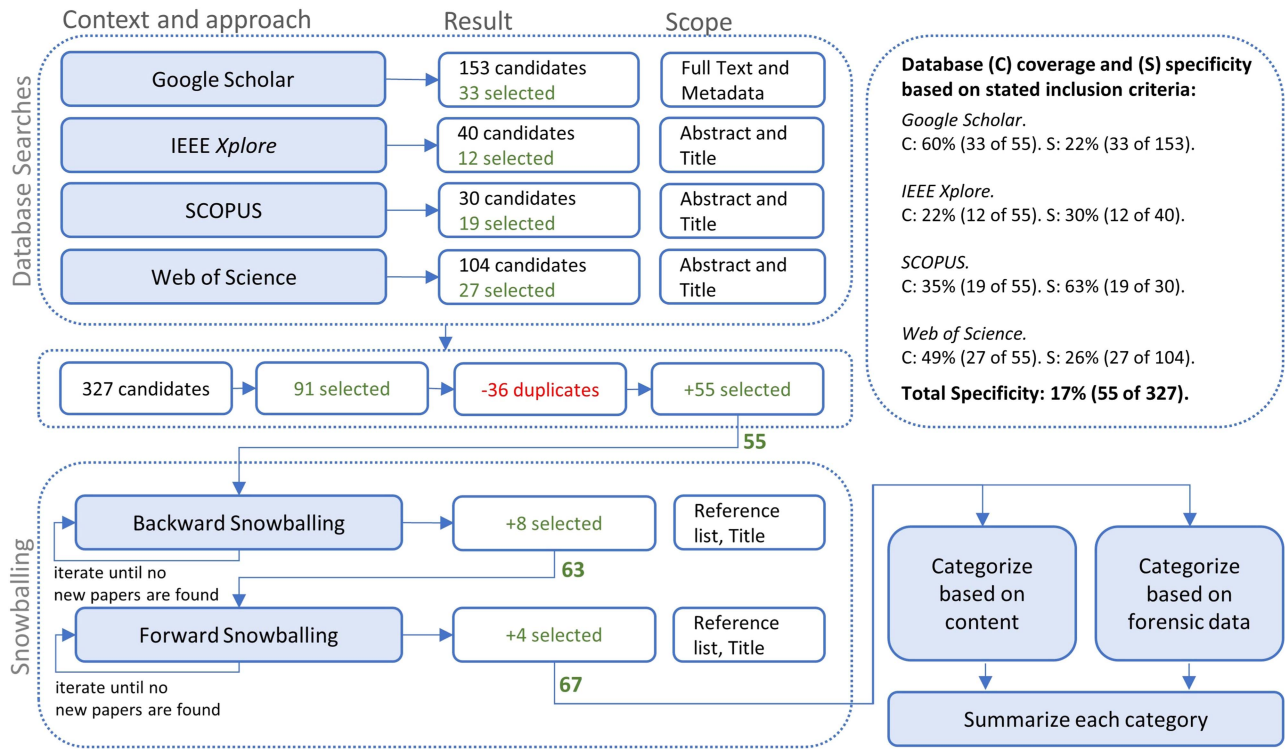 Context and approach
Result
Scope
Database Searches
Google Scholar
153 candidates
33 selected
Full Text and
Metadata
IEEE Xplore
40 candidates
12 selected
Abstract and
Title
SCOPUS
30 candidates
19 selected
Abstract and
Title
Web of Science
104 candidates
27 selected
Abstract and
Title
327 candidates
91 selected
-36 duplicates
+55 selected
55
Snowballing
Backward Snowballing
+8 selected
Reference
list, Title
iterate until no
new papers are found
63
Forward Snowballing
+4 selected
Reference
list, Title
iterate until no
new papers are found
67
Database (C) coverage and (S) specificity
based on stated inclusion criteria:
Google Scholar.
C: 60% (33 of 55). S: 22% (33 of 153).
IEEE Xplore.
C: 22% (12 of 55). S: 30% (12 of 40).
SCOPUS.
C: 35% (19 of 55). S: 63% (19 of 30).
Web of Science.
C: 49% (27 of 55). S: 26% (27 of 104).
Total Specificity: 17% (55 of 327).
Categorize
based on
content
Categorize
based on
forensic data
Summarize each category